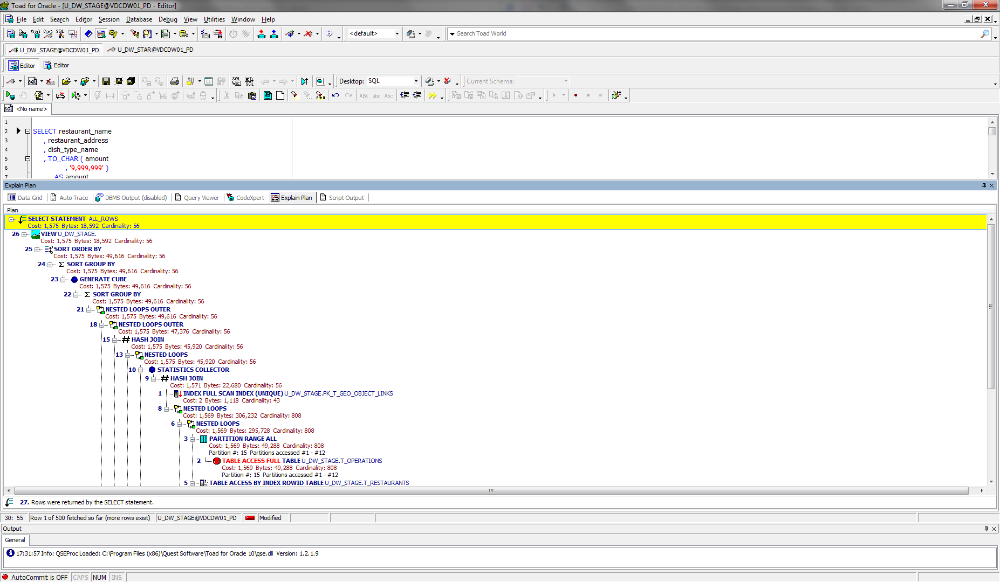 Toad for Oracle - [U_DW_STAGE@VDCDW01_PD - Editor]
File Edit Search Editor Session Database Debug View Utilities Window Help
<default> Search Toad World
U_DW_STAGE@VDCDW01_PD U_DW_STAR@VDCDW01_PD
Editor Editor
Desktop: SQL Current Schema:
<No name>
1
2 SELECT restaurant_name
3 , restaurant_address
4 , dish_type_name
5 , TO_CHAR ( amount
6 , '9,999,999' )
7 AS amount
Explain Plan
Data Grid Auto Trace DBMS Output (disabled) Query Viewer CodeXpert Explain Plan Script Output
Plan
SELECT STATEMENT ALL_ROWS
Cost: 1,575 Bytes: 18,592 Cardinality: 56
26 VIEW U_DW_STAGE.
Cost: 1,575 Bytes: 18,592 Cardinality: 56
25 SORT ORDER BY
Cost: 1,575 Bytes: 49,616 Cardinality: 56
24 SORT GROUP BY
Cost: 1,575 Bytes: 49,616 Cardinality: 56
23 GENERATE CUBE
Cost: 1,575 Bytes: 49,616 Cardinality: 56
22 SORT GROUP BY
Cost: 1,575 Bytes: 49,616 Cardinality: 56
21 NESTED LOOPS OUTER
Cost: 1,575 Bytes: 49,616 Cardinality: 56
18 NESTED LOOPS OUTER
Cost: 1,575 Bytes: 47,376 Cardinality: 56
15 HASH JOIN
Cost: 1,575 Bytes: 45,920 Cardinality: 56
13 NESTED LOOPS
Cost: 1,575 Bytes: 45,920 Cardinality: 56
10 STATISTICS COLLECTOR
9 HASH JOIN
Cost: 1,571 Bytes: 22,680 Cardinality: 56
1 INDEX FULL SCAN INDEX (UNIQUE) U_DW_STAGE.PK_T_GEO_OBJECT_LINKS
Cost: 2 Bytes: 1,118 Cardinality: 43
8 NESTED LOOPS
Cost: 1,569 Bytes: 306,232 Cardinality: 808
6 NESTED LOOPS
Cost: 1,569 Bytes: 295,728 Cardinality: 808
3 PARTITION RANGE ALL
Cost: 1,569 Bytes: 49,288 Cardinality: 808
Partition #: 15 Partitions accessed #1 - #12
2 TABLE ACCESS FULL TABLE U_DW_STAGE.T_OPERATIONS
Cost: 1,569 Bytes: 49,288 Cardinality: 808
Partition #: 15 Partitions accessed #1 - #12
5 TABLE ACCESS BY INDEX ROWID TABLE U_DW_STAGE.T_RESTAURANTS
27. Rows were returned by the SELECT statement.
30: 55 Row 1 of 500 fetched so far (more rows exist) U_DW_STAGE@VDCDW01_PD Modified
Output
General
17:31:57 Info: QSEProc Loaded: C:\Program Files (x86)\Quest Software\Toad for Oracle 10\qse.dll Version: 1.2.1.9
AutoCommit is OFF CAPS NUM INS